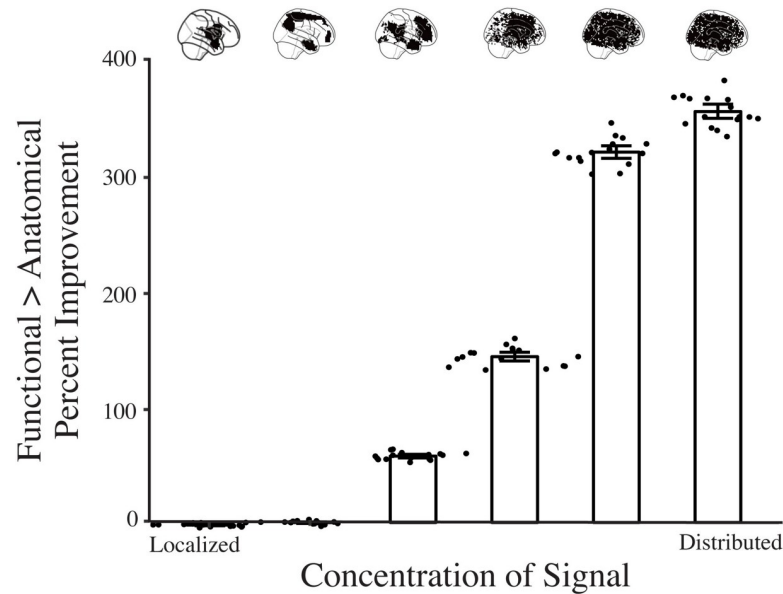 400
300
200
100
0
Functional > Anatomical
Percent Improvement
Localized
Distributed
Concentration of Signal